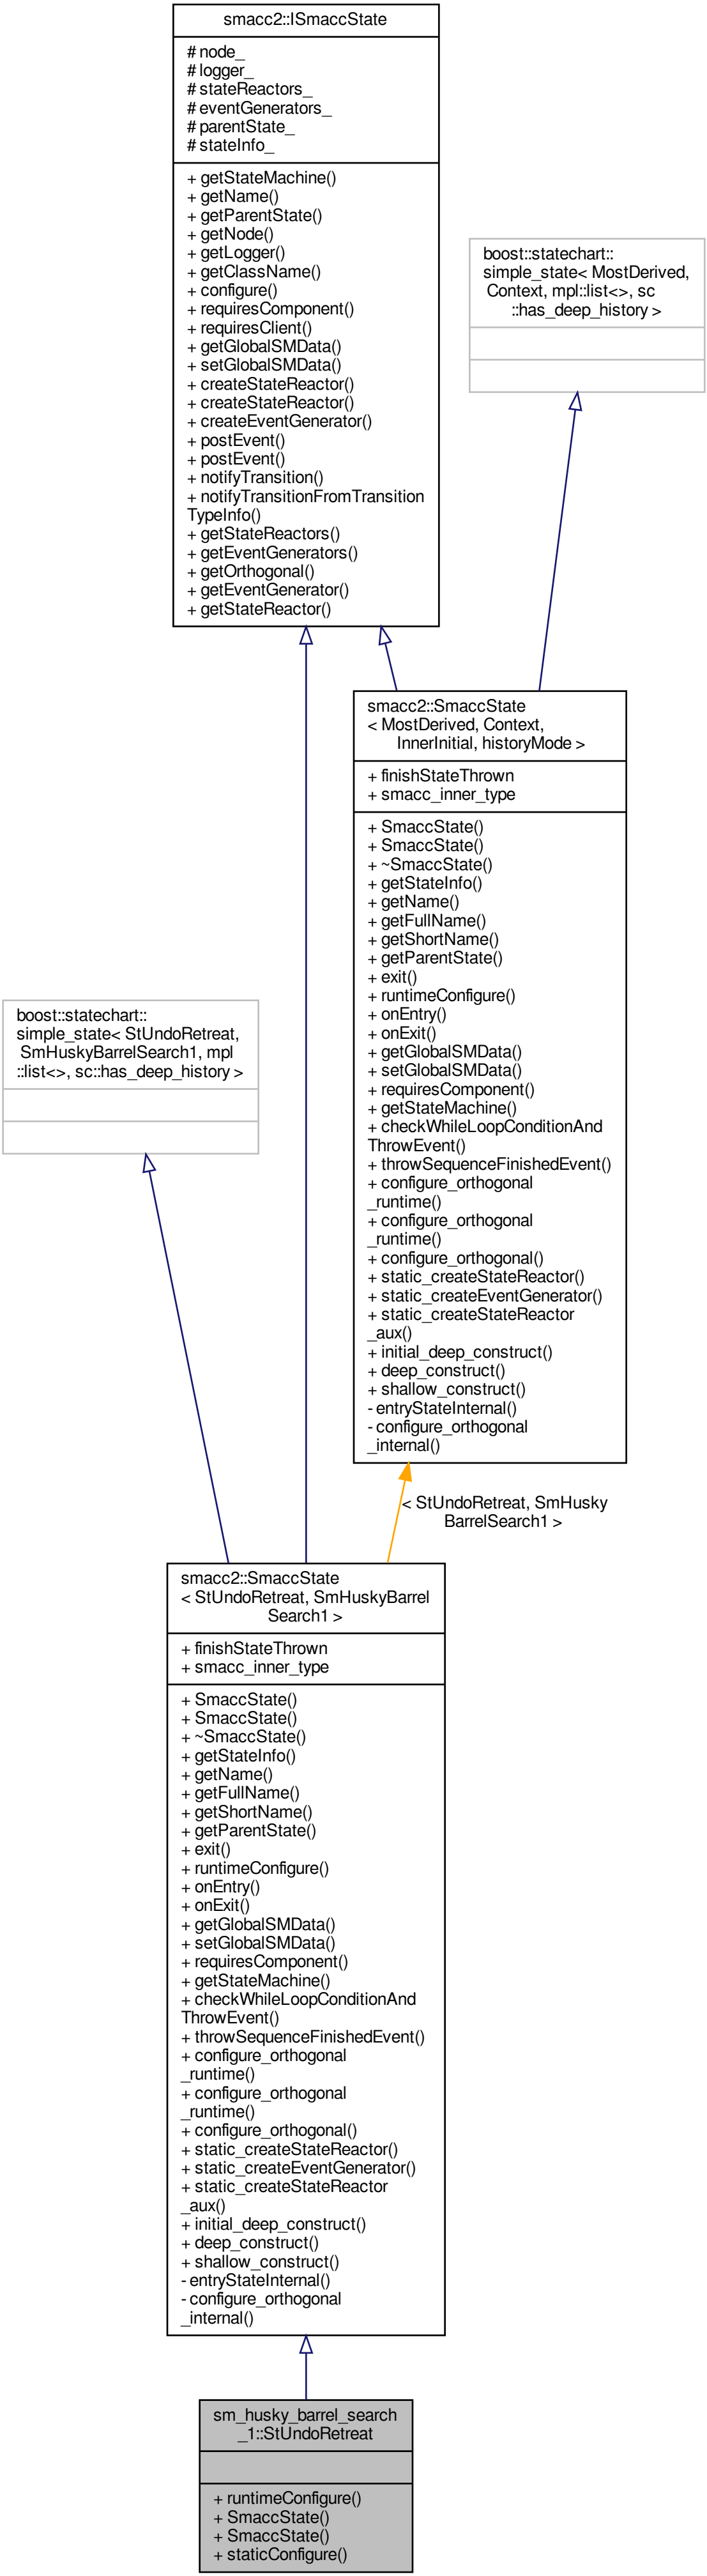 smacc2::ISmaccState
# node_
# logger_
# stateReactors_
# eventGenerators_
# parentState_
# stateInfo_
+ getStateMachine()
+ getName()
+ getParentState()
+ getNode()
+ getLogger()
+ getClassName()
+ configure()
+ requiresComponent()
+ requiresClient()
+ getGlobalSMData()
+ setGlobalSMData()
+ createStateReactor()
+ createStateReactor()
+ createEventGenerator()
+ postEvent()
+ postEvent()
+ notifyTransition()
+ notifyTransitionFromTransition
TypeInfo()
+ getStateReactors()
+ getEventGenerators()
+ getOrthogonal()
+ getEventGenerator()
+ getStateReactor()
boost::statechart::
simple_state< MostDerived,
Context, mpl::list<>, sc
::has_deep_history >
smacc2::SmaccState
< MostDerived, Context,
InnerInitial, historyMode >
+ finishStateThrown
+ smacc_inner_type
+ SmaccState()
+ SmaccState()
+ ~SmaccState()
+ getStateInfo()
+ getName()
+ getFullName()
+ getShortName()
+ getParentState()
+ exit()
+ runtimeConfigure()
+ onEntry()
+ onExit()
+ getGlobalSMData()
+ setGlobalSMData()
+ requiresComponent()
+ getStateMachine()
+ checkWhileLoopConditionAnd
ThrowEvent()
+ throwSequenceFinishedEvent()
+ configure_orthogonal
_runtime()
+ configure_orthogonal
_runtime()
+ configure_orthogonal()
+ static_createStateReactor()
+ static_createEventGenerator()
+ static_createStateReactor
_aux()
+ initial_deep_construct()
+ deep_construct()
+ shallow_construct()
- entryStateInternal()
- configure_orthogonal
_internal()
boost::statechart::
simple_state< StUndoRetreat,
SmHuskyBarrelSearch1, mpl
::list<>, sc::has_deep_history >
< StUndoRetreat, SmHusky
BarrelSearch1 >
smacc2::SmaccState
< StUndoRetreat, SmHuskyBarrel
Search1 >
+ finishStateThrown
+ smacc_inner_type
+ SmaccState()
+ SmaccState()
+ ~SmaccState()
+ getStateInfo()
+ getName()
+ getFullName()
+ getShortName()
+ getParentState()
+ exit()
+ runtimeConfigure()
+ onEntry()
+ onExit()
+ getGlobalSMData()
+ setGlobalSMData()
+ requiresComponent()
+ getStateMachine()
+ checkWhileLoopConditionAnd
ThrowEvent()
+ throwSequenceFinishedEvent()
+ configure_orthogonal
_runtime()
+ configure_orthogonal
_runtime()
+ configure_orthogonal()
+ static_createStateReactor()
+ static_createEventGenerator()
+ static_createStateReactor
_aux()
+ initial_deep_construct()
+ deep_construct()
+ shallow_construct()
- entryStateInternal()
- configure_orthogonal
_internal()
sm_husky_barrel_search
_1::StUndoRetreat
+ runtimeConfigure()
+ SmaccState()
+ SmaccState()
+ staticConfigure()